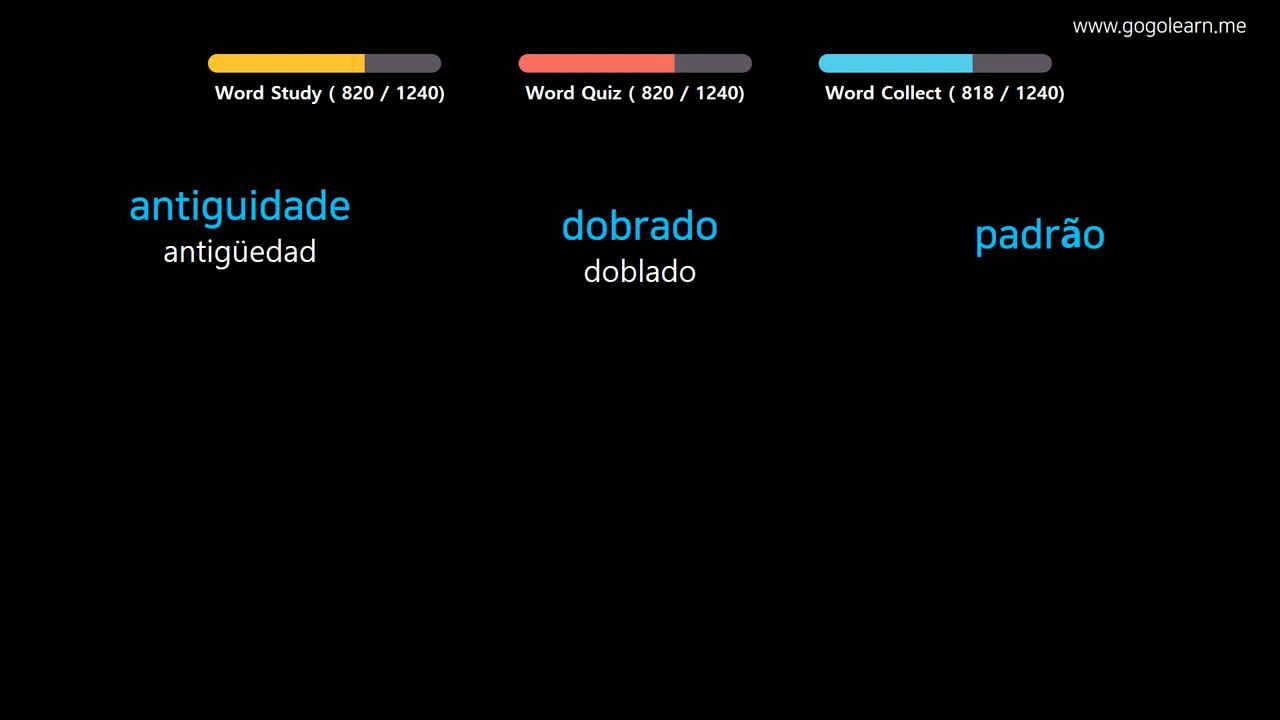 www.gogolearn.me
Word Study ( 820 / 1240)
Word Quiz ( 820 / 1240)
Word Collect ( 818 / 1240)
antiguidade
antigüedad
dobrado
doblado
padrão